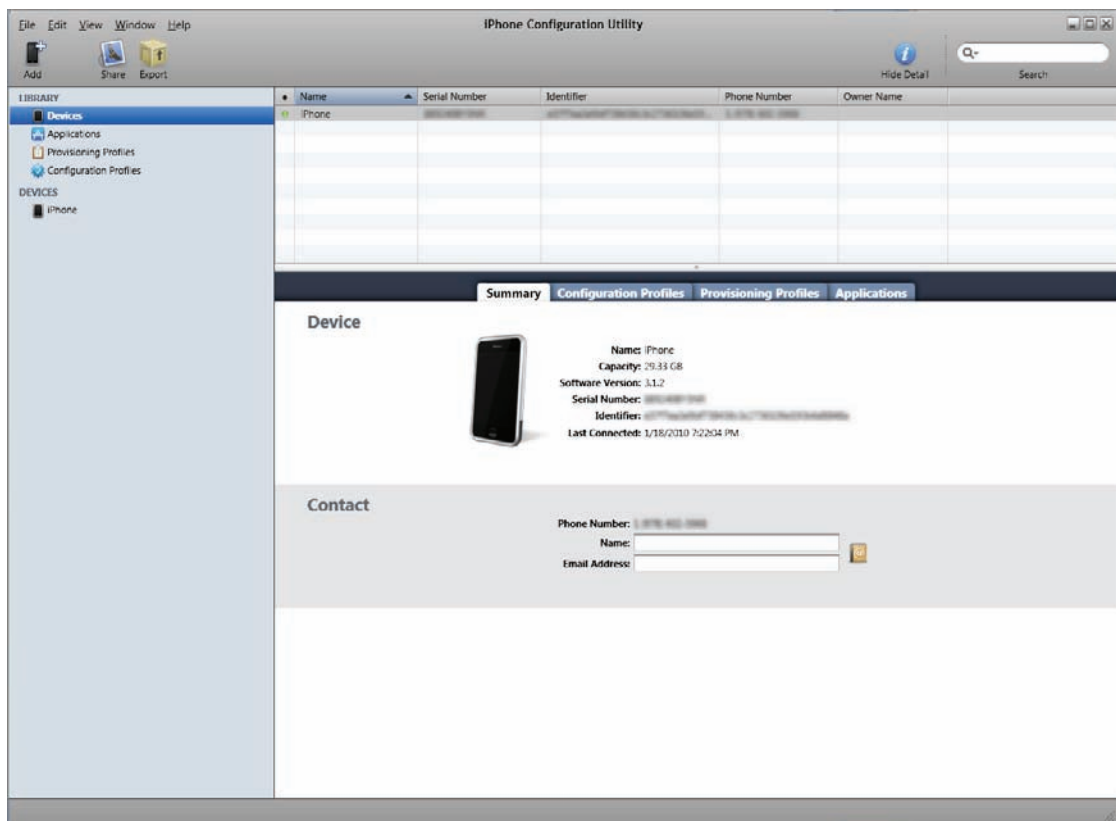 File Edit View Window Help
iPhone Configuration Utility
Add Share Export Hide Detail Search
LIBRARY
Devices
Applications
Provisioning Profiles
Configuration Profiles
DEVICES
iPhone
Name Serial Number Identifier Phone Number Owner Name
iPhone
Summary Configuration Profiles Provisioning Profiles Applications
Device
Name: iPhone
Capacity: 29.33 GB
Software Version: 3.1.2
Serial Number:
Identifier:
Last Connected: 1/18/2010 7:22:04 PM
Contact
Phone Number:
Name:
Email Address: